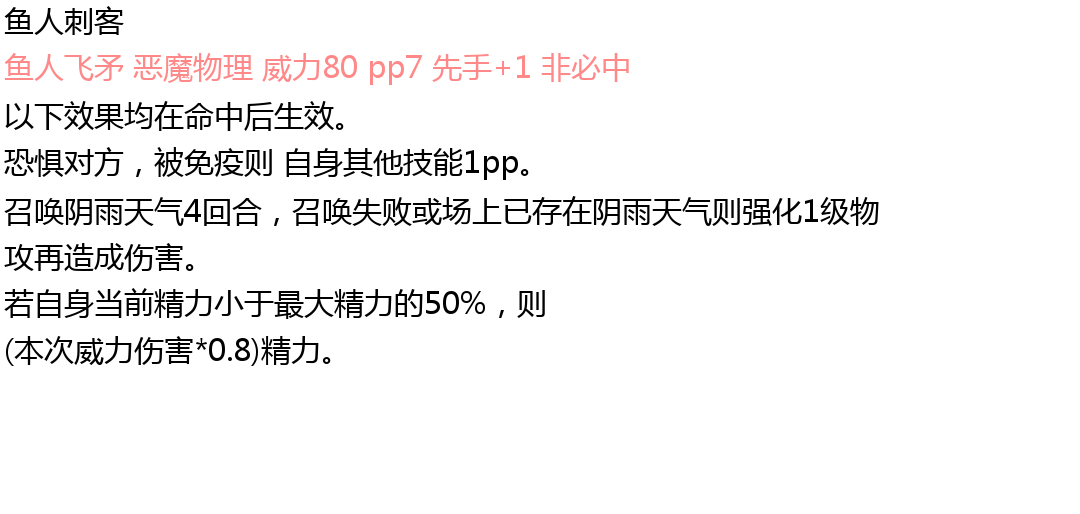 鱼人刺客
鱼人飞矛 恶魔物理 威力80 pp7 先手+1 非必中
以下效果均在命中后生效。
恐惧对方，被免疫则 自身其他技能1pp。
召唤阴雨天气4回合，召唤失败或场上已存在阴雨天气则强化1级物
攻再造成伤害。
若自身当前精力小于最大精力的50%，则
(本次威力伤害*0.8)精力。